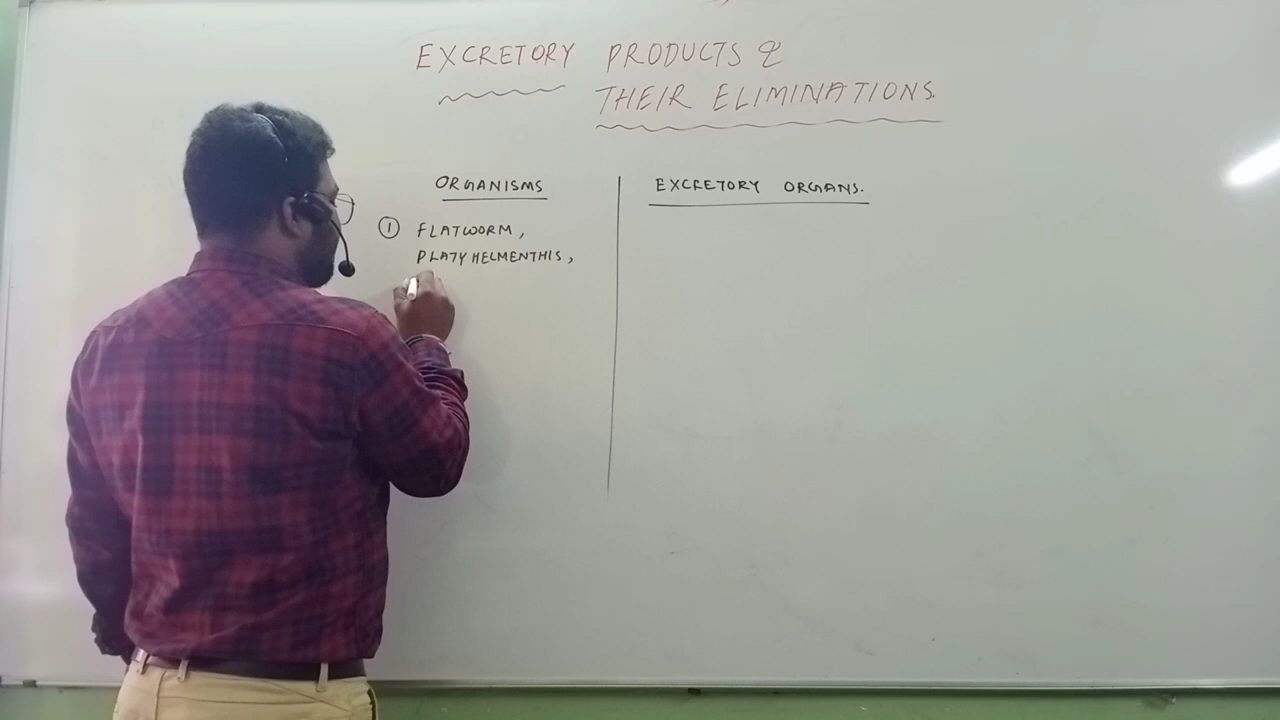 EXCRETORY PRODUCTS &
THEIR ELIMINATIONS.
ORGANISMS
EXCRETORY ORGANS.
① FLATWORM,
PLATYHELMENTHIS,